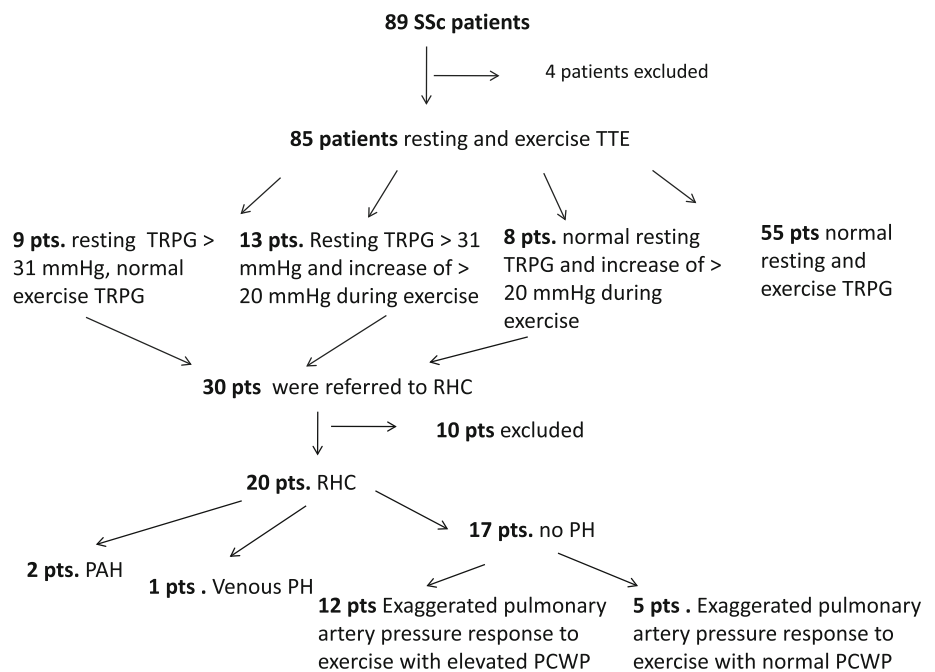 89 SSc patients
4 patients excluded
85 patients resting and exercise TTE
9 pts. resting TRPG >
31 mmHg, normal
exercise TRPG
13 pts. Resting TRPG > 31
mmHg and increase of >
20 mmHg during exercise
8 pts. normal resting
TRPG and increase of >
20 mmHg during
exercise
55 pts normal
resting and
exercise TRPG
30 pts were referred to RHC
10 pts excluded
20 pts. RHC
17 pts. no PH
2 pts. PAH
1 pts . Venous PH
12 pts Exaggerated pulmonary
artery pressure response to
exercise with elevated PCWP
5 pts . Exaggerated pulmonary
artery pressure response to
exercise with normal PCWP